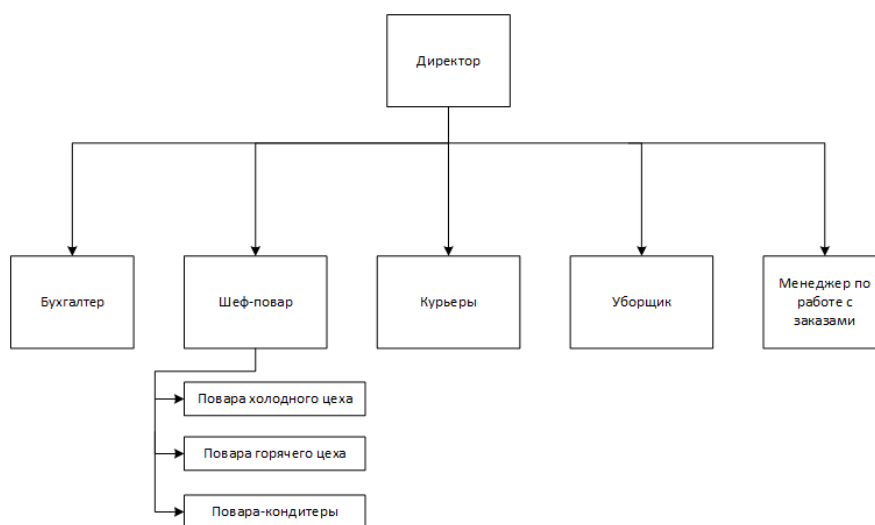 Директор
Бухгалтер
Шеф-повар
Курьеры
Уборщик
Менеджер по
работе с
заказами
Повара холодного цеха
Повара горячего цеха
Повара-кондитеры